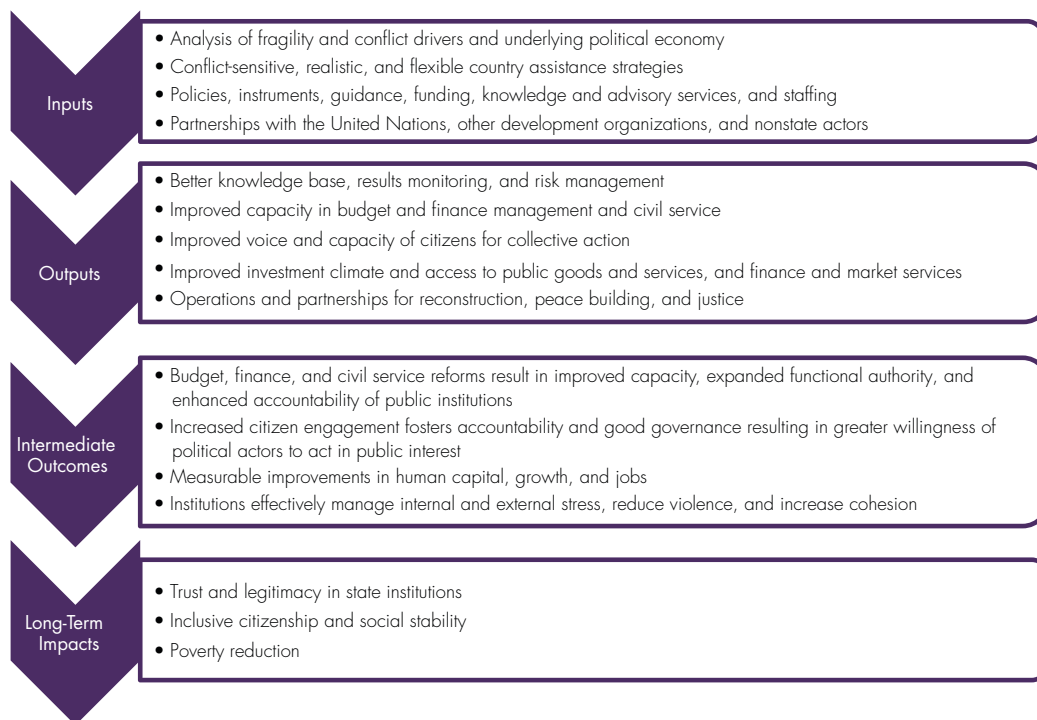 Inputs
• Analysis of fragility and conflict drivers and underlying political economy
• Conflict-sensitive, realistic, and flexible country assistance strategies
• Policies, instruments, guidance, funding, knowledge and advisory services, and staffing
• Partnerships with the United Nations, other development organizations, and nonstate actors
Outputs
• Better knowledge base, results monitoring, and risk management
• Improved capacity in budget and finance management and civil service
• Improved voice and capacity of citizens for collective action
• Improved investment climate and access to public goods and services, and finance and market services
• Operations and partnerships for reconstruction, peace building, and justice
Intermediate
Outcomes
• Budget, finance, and civil service reforms result in improved capacity, expanded functional authority, and
enhanced accountability of public institutions
• Increased citizen engagement fosters accountability and good governance resulting in greater willingness of
political actors to act in public interest
• Measurable improvements in human capital, growth, and jobs
• Institutions effectively manage internal and external stress, reduce violence, and increase cohesion
Long-Term
Impacts
• Trust and legitimacy in state institutions
• Inclusive citizenship and social stability
• Poverty reduction